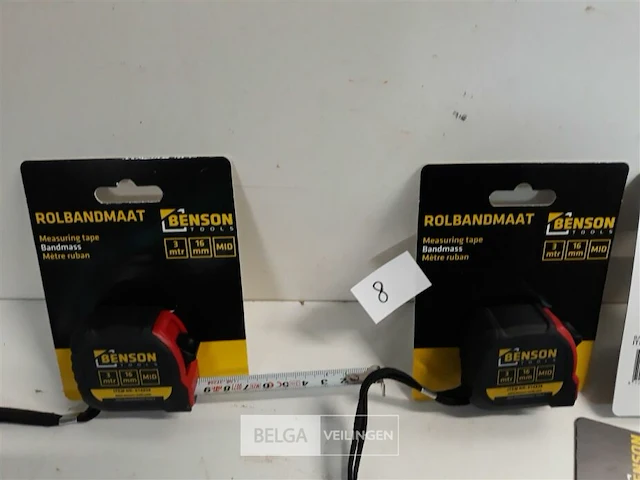 ROLBANDMAAT
BENSON
TOOLS
Measuring tape
Bandmass
Mètre ruban
3 mtr 16 mm MID
BENSON
TOOLS
3 mtr 16 mm MID
ROLBANDMAAT
BENSON
TOOLS
Measuring tape
Bandmass
Mètre ruban
3 mtr 16 mm MID
8
BENSON
TOOLS
3 mtr 16 mm MID
BELGA VEILINGEN